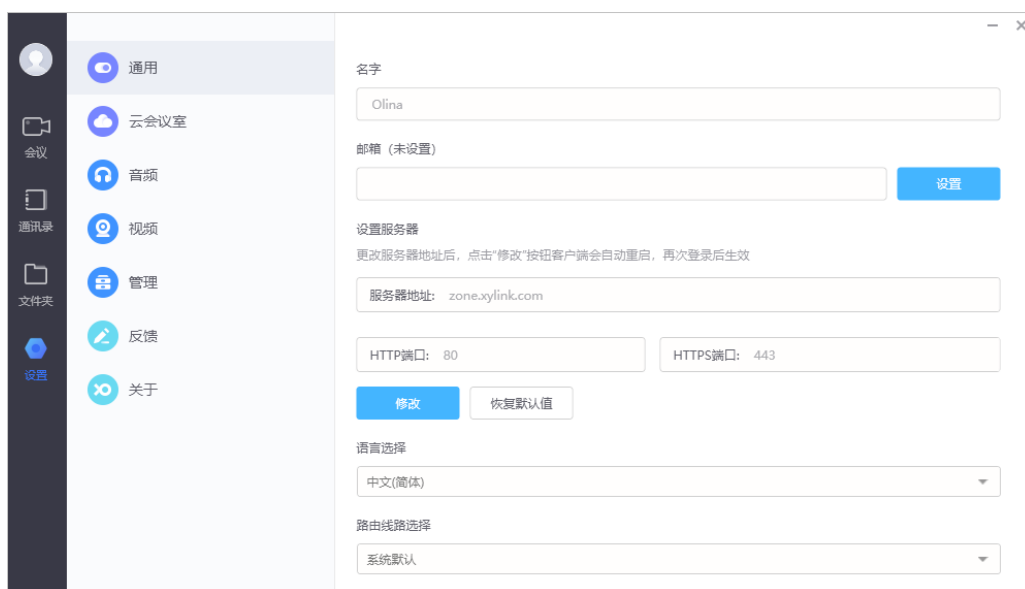 会议
通讯录
文件夹
设置
通用
云会议室
音频
视频
管理
反馈
关于
名字
Olina
邮箱（未设置）
设置
设置服务器
更改服务器地址后，点击“修改”按钮客户端会自动重启，再次登录后生效
服务器地址: zone.xylink.com
HTTP端口: 80
HTTPS端口: 443
修改
恢复默认值
语言选择
中文(简体)
路由线路选择
系统默认